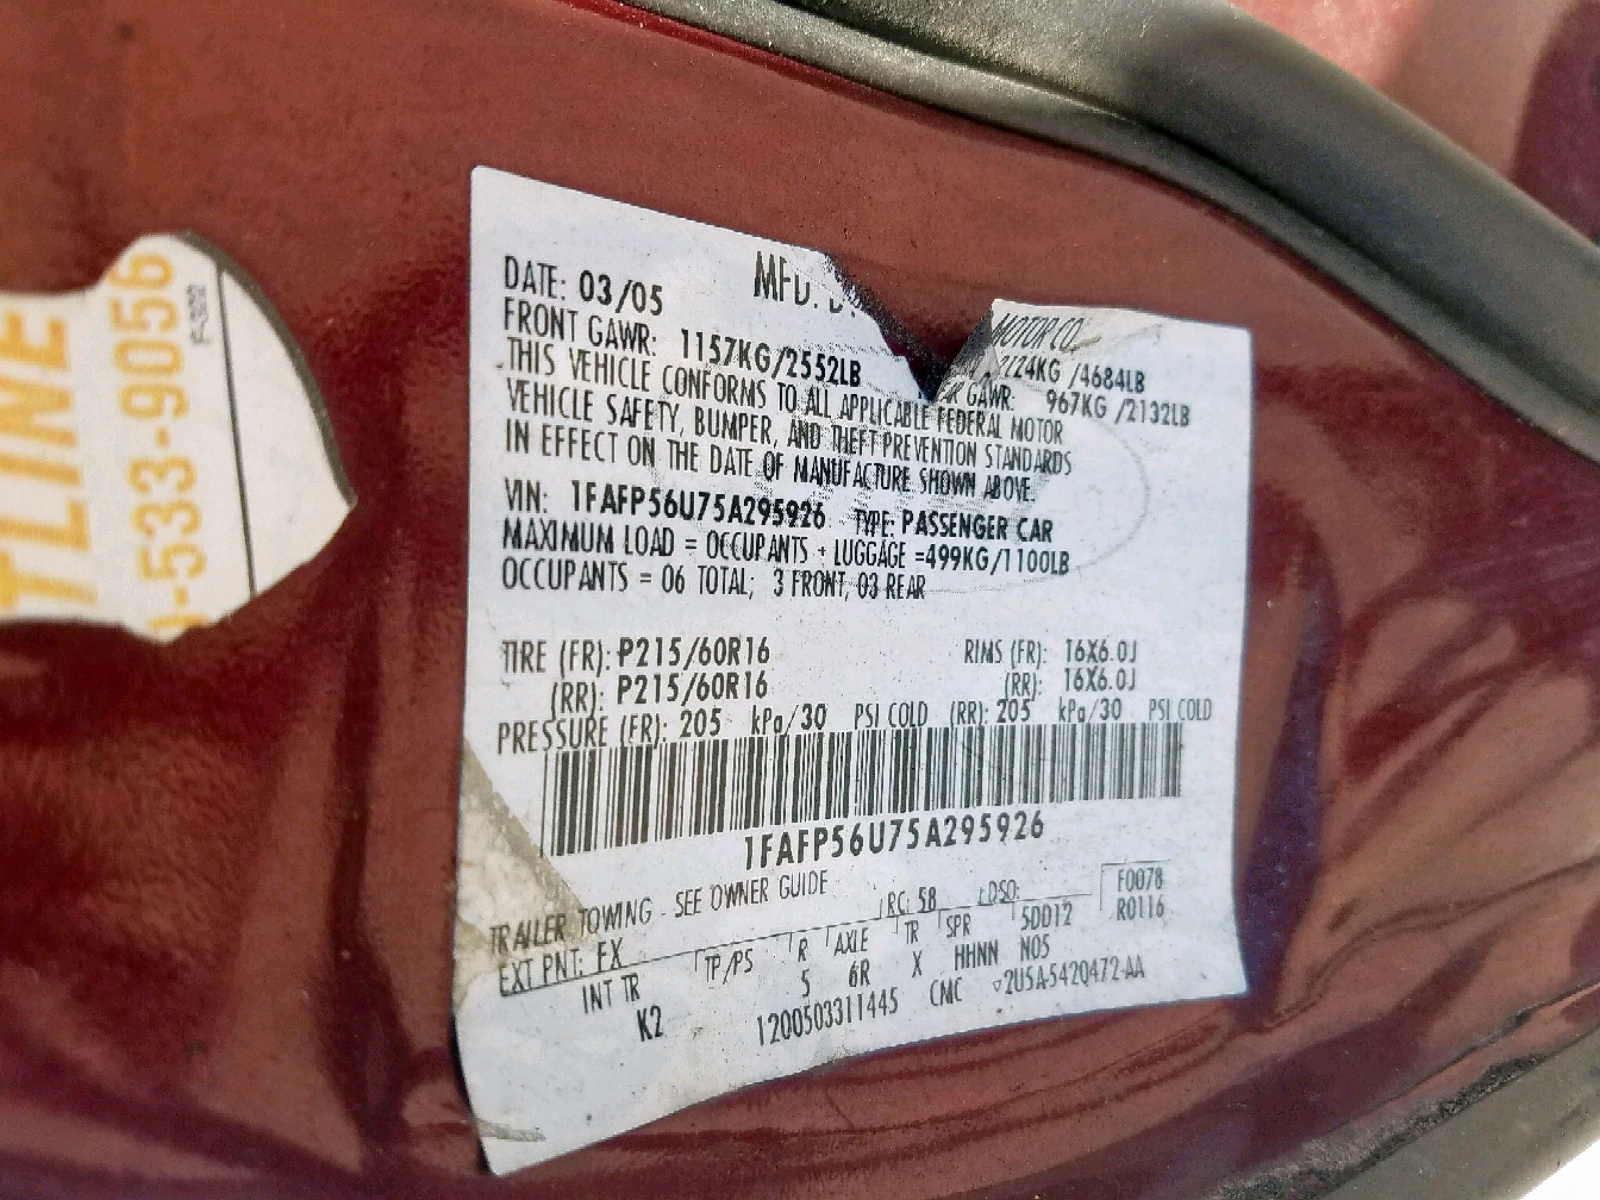 TLINE
-533-9056
F-3202
DATE: 03/05
MFD.
MOTOR CO.
FRONT GAWR: 1157KG/2552LB
2124KG /4684LB
GAWR: 967KG /2132LB
THIS VEHICLE CONFORMS TO ALL APPLICABLE FEDERAL MOTOR
VEHICLE SAFETY, BUMPER, AND THEFT PREVENTION STANDARDS
IN EFFECT ON THE DATE OF MANUFACTURE SHOWN ABOVE.
VIN: 1FAFP56U75A295926 TYPE: PASSENGER CAR
MAXIMUM LOAD = OCCUPANTS + LUGGAGE =499KG/1100LB
OCCUPANTS = 06 TOTAL; 3 FRONT, 03 REAR
TIRE (FR): P215/60R16 RIMS (FR): 16X6.0J
(RR): P215/60R16 (RR): 16X6.0J
PRESSURE (FR): 205 kPa/30 PSI COLD (RR): 205 kPa/30 PSI COLD
1FAFP56U75A295926
TRAILER TOWING - SEE OWNER GUIDE
EXT PNT: FX RC: 58 DSO: F0078
INT TR TP/PS R AXLE TR SPR 5DD12 R0116
K2 5 6R X HHNN N05
1200503311445 CMC ▽2U5A-5420472-AA